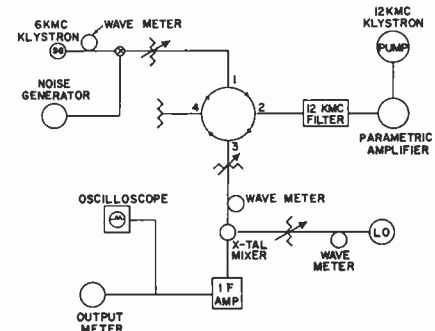 6KMC
KLYSTRON
WAVE METER
SG
12KMC
KLYSTRON
PUMP
NOISE
GENERATOR
1
2
3
4
12 KMC
FILTER
PARAMETRIC
AMPLIFIER
OSCILLOSCOPE
WAVE METER
X-TAL
MIXER
WAVE
METER
LO
I F
AMP
OUTPUT
METER